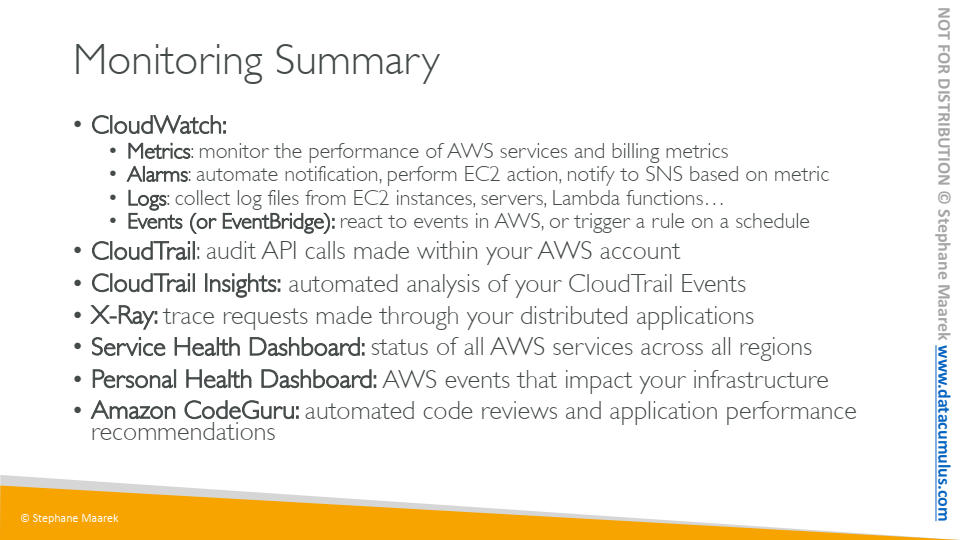 Monitoring Summary
• CloudWatch:
• Metrics: monitor the performance of AWS services and billing metrics
• Alarms: automate notification, perform EC2 action, notify to SNS based on metric
• Logs: collect log files from EC2 instances, servers, Lambda functions…
• Events (or EventBridge): react to events in AWS, or trigger a rule on a schedule
• CloudTrail: audit API calls made within your AWS account
• CloudTrail Insights: automated analysis of your CloudTrail Events
• X-Ray: trace requests made through your distributed applications
• Service Health Dashboard: status of all AWS services across all regions
• Personal Health Dashboard: AWS events that impact your infrastructure
• Amazon CodeGuru: automated code reviews and application performance
recommendations
© Stephane Maarek
NOT FOR DISTRIBUTION © Stephane Maarek www.datacumulus.com